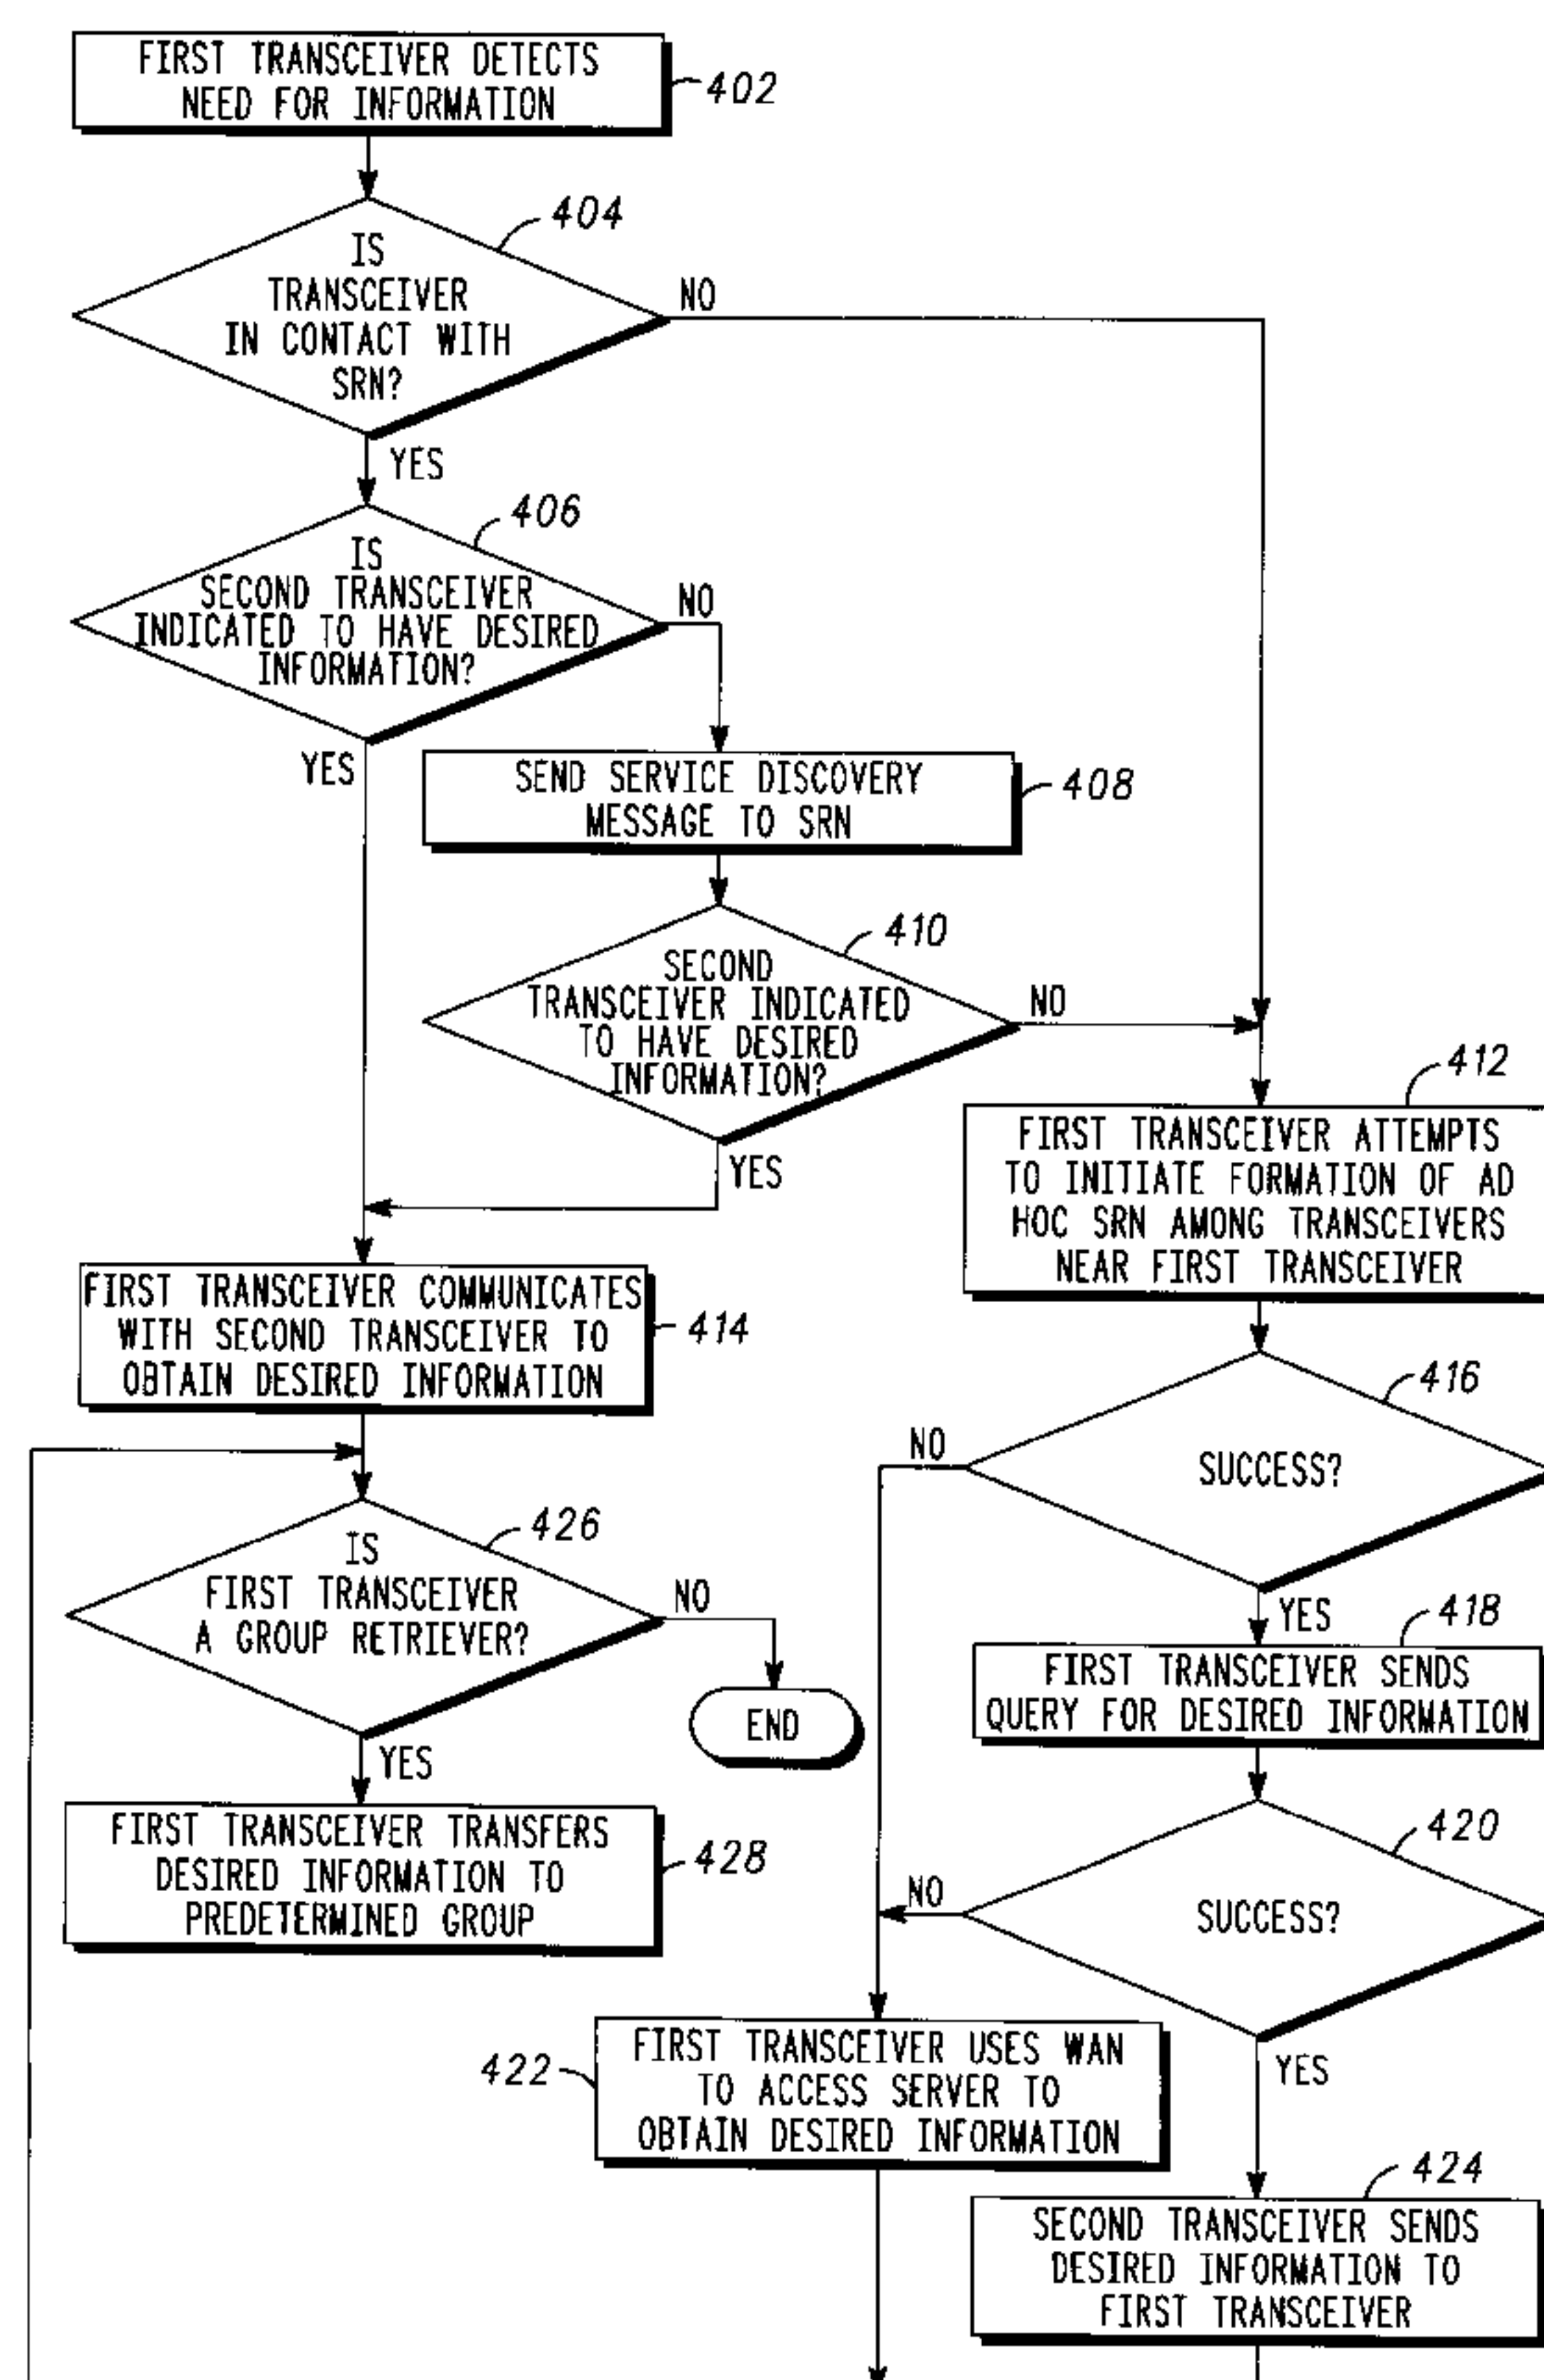 FIRST TRANSCEIVER DETECTS
NEED FOR INFORMATION
402
404
IS
TRANSCEIVER
IN CONTACT WITH
SRN?
NO
YES
406
IS
SECOND TRANSCEIVER
INDICATED TO HAVE DESIRED
INFORMATION?
NO
YES
SEND SERVICE DISCOVERY
MESSAGE TO SRN
408
410
SECOND
TRANSCEIVER INDICATED
TO HAVE DESIRED
INFORMATION?
NO
YES
412
FIRST TRANSCEIVER ATTEMPTS
TO INITIATE FORMATION OF AD
HOC SRN AMONG TRANSCEIVERS
NEAR FIRST TRANSCEIVER
FIRST TRANSCEIVER COMMUNICATES
WITH SECOND TRANSCEIVER TO
OBTAIN DESIRED INFORMATION
414
416
SUCCESS?
NO
YES
426
IS
FIRST TRANSCEIVER
A GROUP RETRIEVER?
NO
YES
END
418
FIRST TRANSCEIVER SENDS
QUERY FOR DESIRED INFORMATION
FIRST TRANSCEIVER TRANSFERS
DESIRED INFORMATION TO
PREDETERMINED GROUP
428
420
SUCCESS?
NO
YES
422
FIRST TRANSCEIVER USES WAN
TO ACCESS SERVER TO
OBTAIN DESIRED INFORMATION
424
SECOND TRANSCEIVER SENDS
DESIRED INFORMATION TO
FIRST TRANSCEIVER